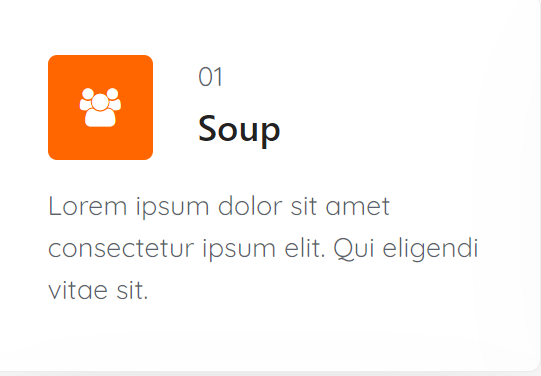 01
Soup
Lorem ipsum dolor sit amet
consectetur ipsum elit. Qui eligendi
vitae sit.